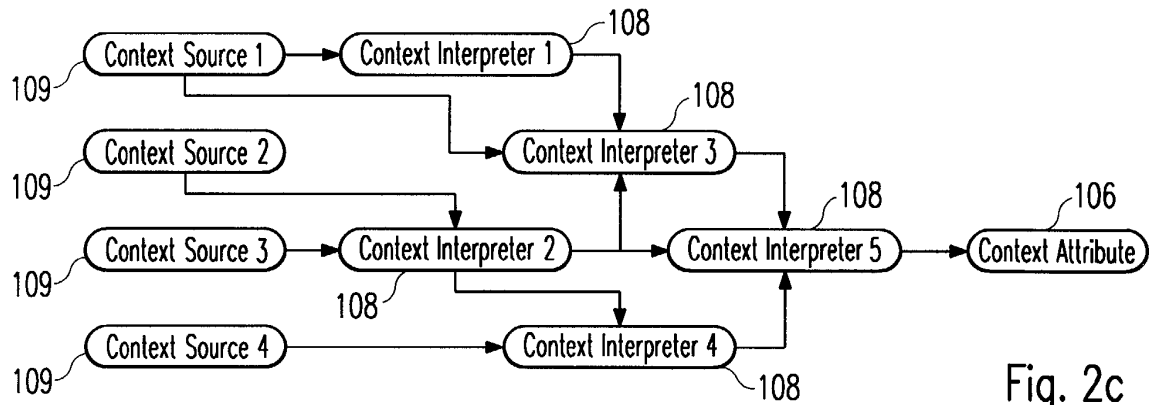 108
Context Source 1
Context Interpreter 1
109
108
Context Source 2
Context Interpreter 3
109
108
106
Context Source 3
Context Interpreter 2
Context Interpreter 5
Context Attribute
109
108
Context Source 4
Context Interpreter 4
109
108
Fig. 2c